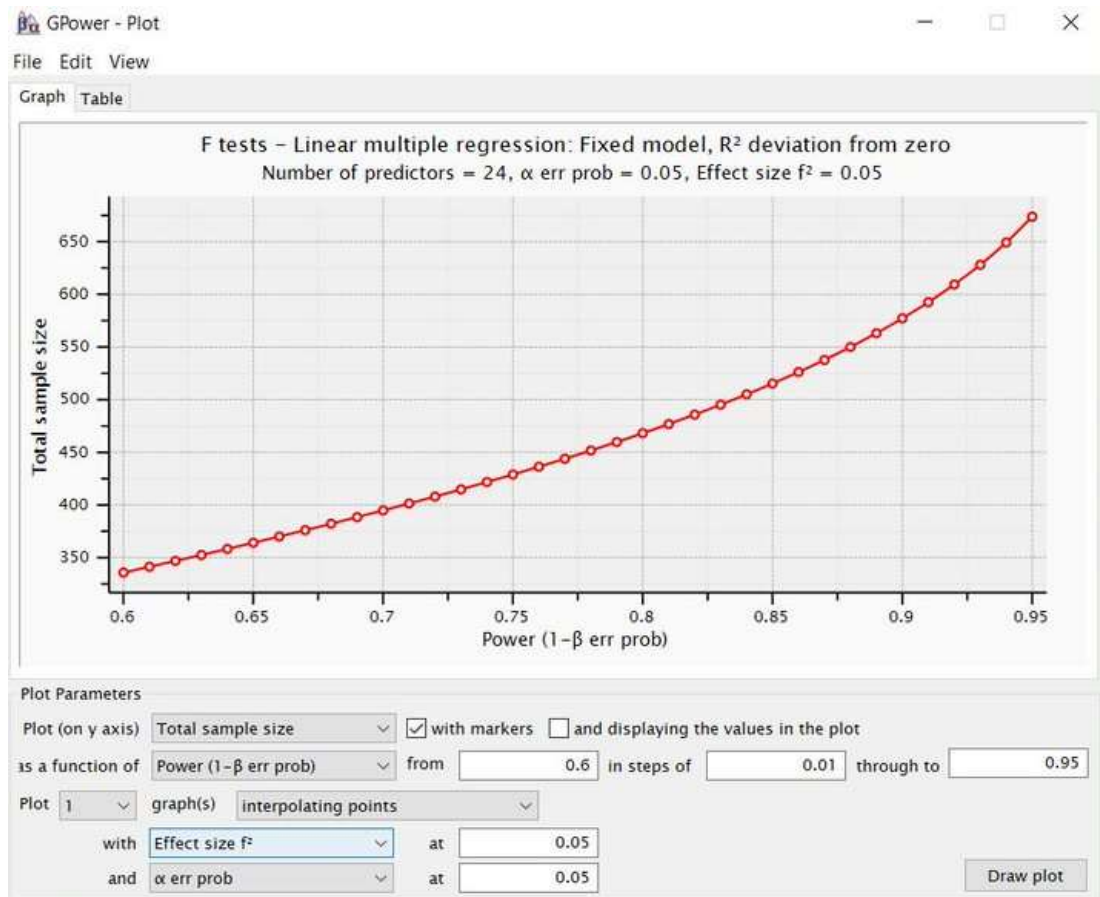 GPower - Plot
File Edit View
Graph Table
F tests – Linear multiple regression: Fixed model, R² deviation from zero
Number of predictors = 24, α err prob = 0.05, Effect size f² = 0.05
Total sample size
650
600
550
500
450
400
350
0.6 0.65 0.7 0.75 0.8 0.85 0.9 0.95
Power (1–β err prob)
Plot Parameters
Plot (on y axis) Total sample size with markers and displaying the values in the plot
as a function of Power (1–β err prob) from 0.6 in steps of 0.01 through to 0.95
Plot 1 graph(s) interpolating points
with Effect size f² at 0.05
and α err prob at 0.05 Draw plot